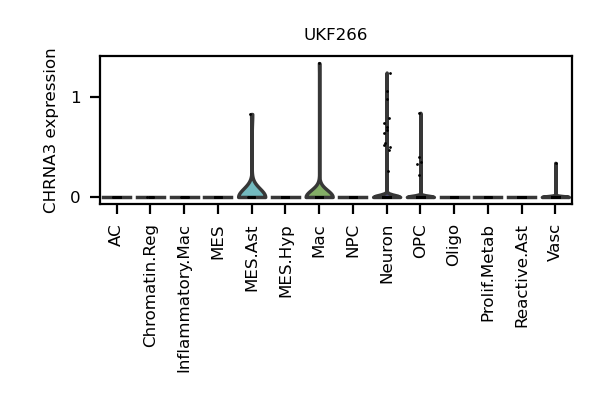 UKF266
CHRNA3 expression
1
0
AC
Chromatin.Reg
Inflammatory.Mac
MES
MES.Ast
MES.Hyp
Mac
NPC
Neuron
OPC
Oligo
Prolif.Metab
Reactive.Ast
Vasc